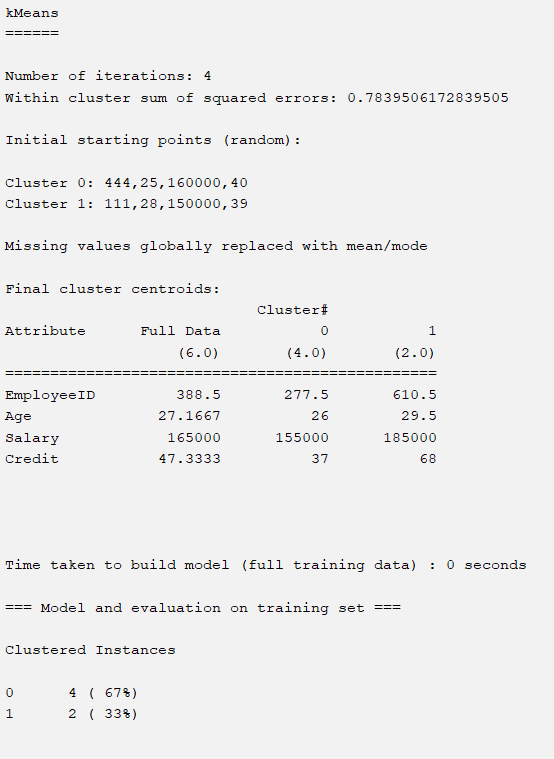 kMeans
======
Number of iterations: 4
Within cluster sum of squared errors: 0.7839506172839505
Initial starting points (random):
Cluster 0: 444,25,160000,40
Cluster 1: 111,28,150000,39
Missing values globally replaced with mean/mode
Final cluster centroids:
                            Cluster#
Attribute      Full Data           0           1
                   (6.0)       (4.0)       (2.0)
================================================
EmployeeID         388.5       277.5       610.5
Age              27.1667          26        29.5
Salary            165000      155000      185000
Credit           47.3333          37          68
Time taken to build model (full training data) : 0 seconds
=== Model and evaluation on training set ===
Clustered Instances
0      4 ( 67%)
1      2 ( 33%)